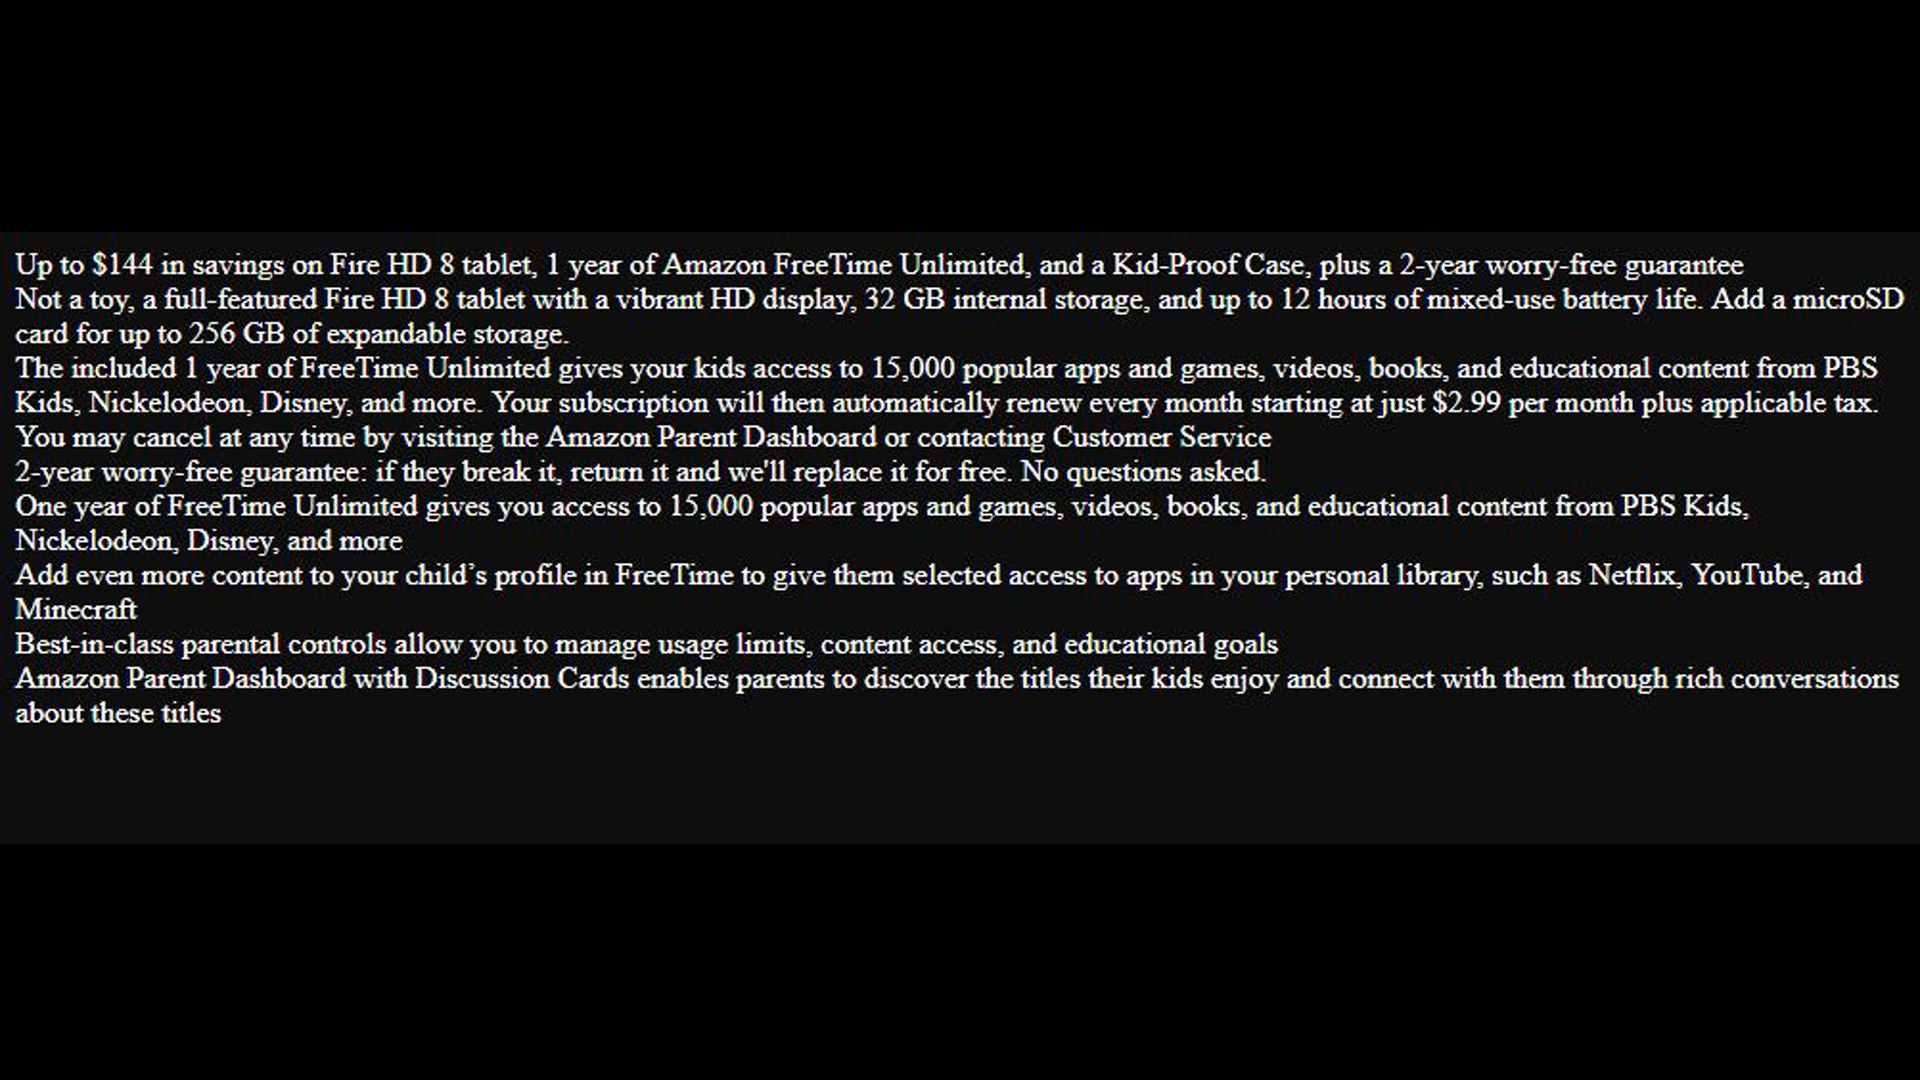 Up to $144 in savings on Fire HD 8 tablet, 1 year of Amazon FreeTime Unlimited, and a Kid-Proof Case, plus a 2-year worry-free guarantee
Not a toy, a full-featured Fire HD 8 tablet with a vibrant HD display, 32 GB internal storage, and up to 12 hours of mixed-use battery life. Add a microSD
card for up to 256 GB of expandable storage.
The included 1 year of FreeTime Unlimited gives your kids access to 15,000 popular apps and games, videos, books, and educational content from PBS
Kids, Nickelodeon, Disney, and more. Your subscription will then automatically renew every month starting at just $2.99 per month plus applicable tax.
You may cancel at any time by visiting the Amazon Parent Dashboard or contacting Customer Service
2-year worry-free guarantee: if they break it, return it and we'll replace it for free. No questions asked.
One year of FreeTime Unlimited gives you access to 15,000 popular apps and games, videos, books, and educational content from PBS Kids,
Nickelodeon, Disney, and more
Add even more content to your child’s profile in FreeTime to give them selected access to apps in your personal library, such as Netflix, YouTube, and
Minecraft
Best-in-class parental controls allow you to manage usage limits, content access, and educational goals
Amazon Parent Dashboard with Discussion Cards enables parents to discover the titles their kids enjoy and connect with them through rich conversations
about these titles